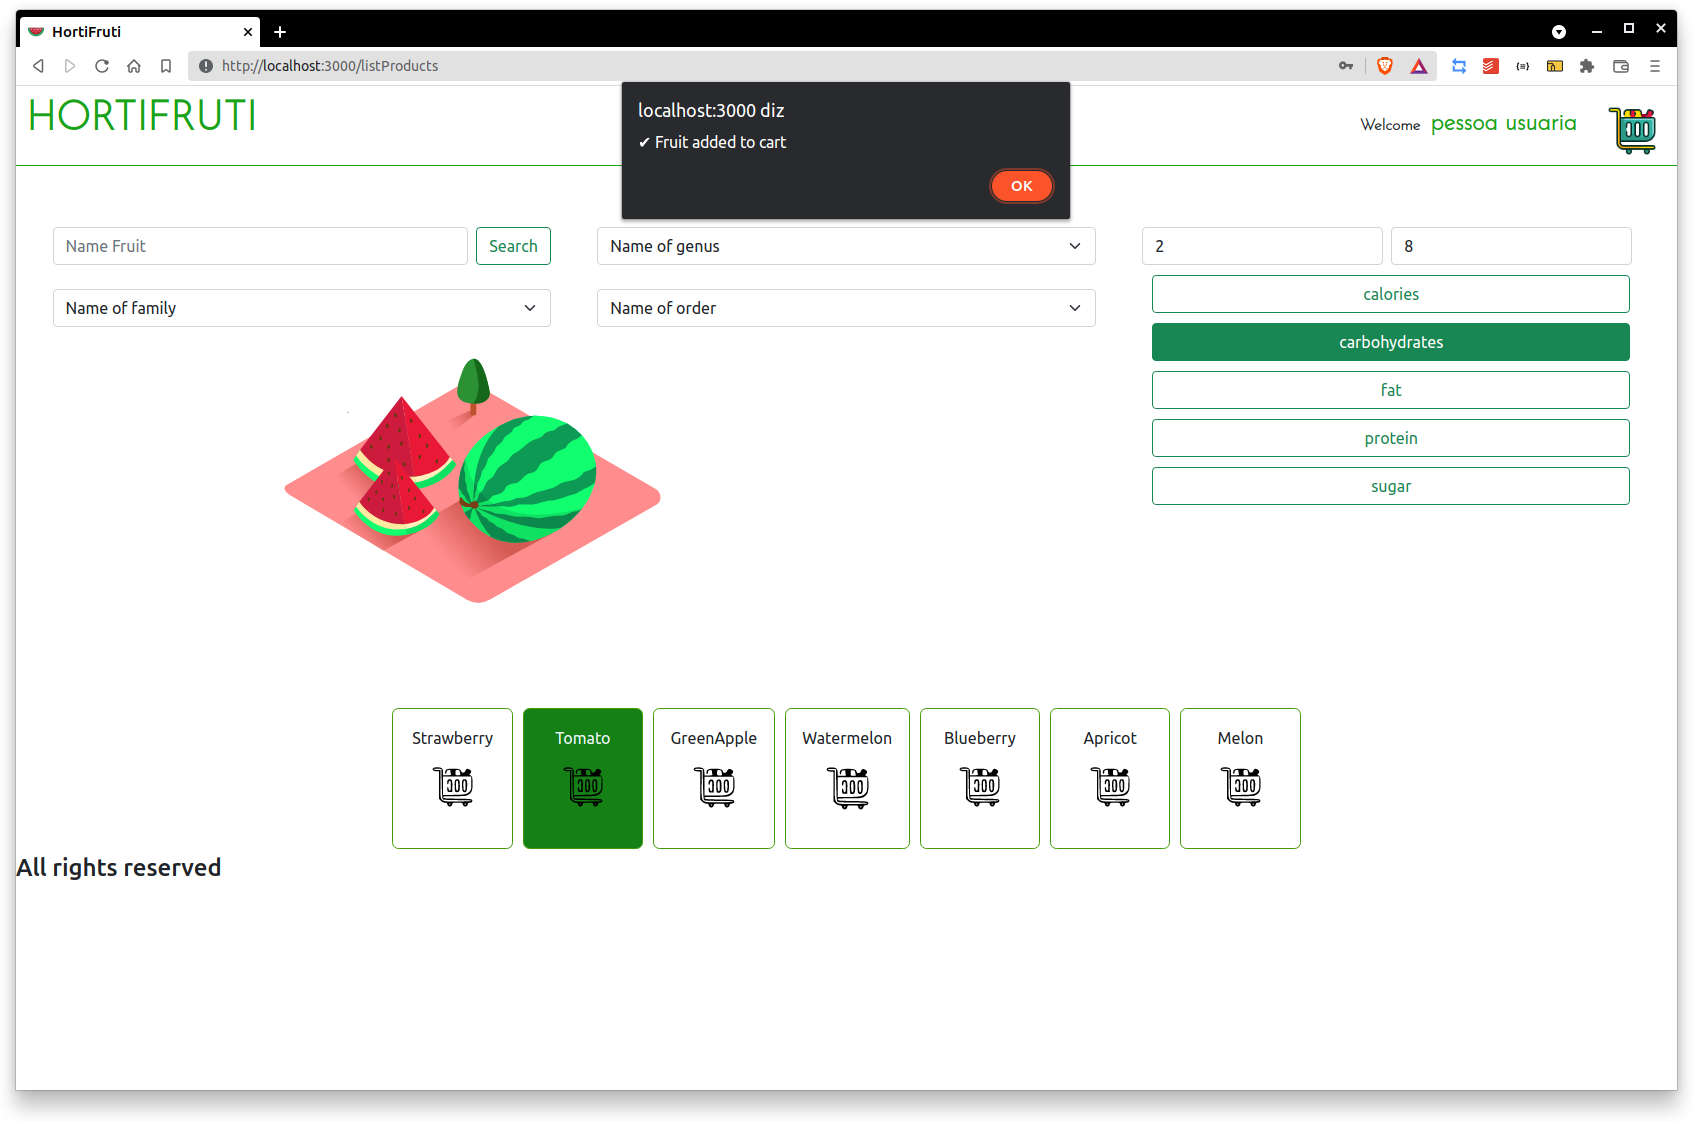 HortiFruti
http://localhost:3000/listProducts
HORTIFRUTI
localhost:3000 diz
✔ Fruit added to cart
OK
Welcome pessoa usuaria
Name Fruit
Search
Name of genus
2
8
Name of family
Name of order
calories
carbohydrates
fat
protein
sugar
Strawberry
Tomato
GreenApple
Watermelon
Blueberry
Apricot
Melon
All rights reserved